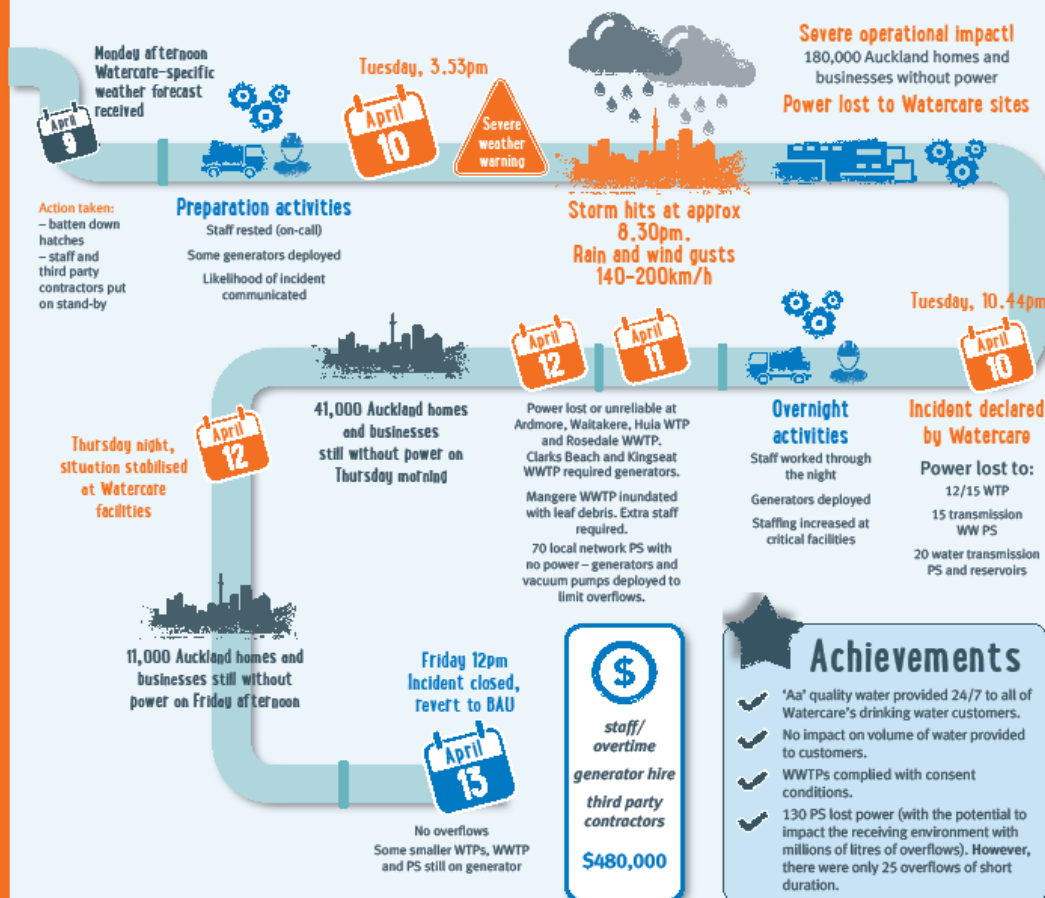 Monday afternoon
Watercare-specific
weather forecast
received
April
9
Action taken:
– batten down
hatches
– staff and
third party
contractors put
on stand-by
Preparation activities
Staff rested (on-call)
Some generators deployed
Likelihood of incident
communicated
Tuesday, 3.53pm
April
10
Severe
weather
warning
Storm hits at approx
8.30pm.
Rain and wind gusts
140-200km/h
Severe operational impact!
180,000 Auckland homes and
businesses without power
Power lost to Watercare sites
Tuesday, 10.44pm
April
10
Incident declared
by Watercare
Power lost to:
12/15 WTP
15 transmission
WW PS
20 water transmission
PS and reservoirs
Overnight
activities
Staff worked through
the night
Generators deployed
Staffing increased at
critical facilities
April
11
April
12
Power lost or unreliable at
Ardmore, Waitakere, Huia WTP
and Rosedale WWTP.
Clarks Beach and Kingseat
WWTP required generators.
Mangere WWTP inundated
with leaf debris. Extra staff
required.
70 local network PS with
no power – generators and
vacuum pumps deployed to
limit overflows.
41,000 Auckland homes
and businesses
still without power on
Thursday morning
April
12
Thursday night,
situation stabilised
at Watercare
facilities
11,000 Auckland homes and
businesses still without
power on Friday afternoon
Friday 12pm
Incident closed,
revert to BAU
April
13
No overflows
Some smaller WTPs, WWTP
and PS still on generator
$
staff/
overtime
generator hire
third party
contractors
$480,000
Achievements
'Aa' quality water provided 24/7 to all of
Watercare's drinking water customers.
No impact on volume of water provided
to customers.
WWTPs complied with consent
conditions.
130 PS lost power (with the potential to
impact the receiving environment with
millions of litres of overflows). However,
there were only 25 overflows of short
duration.